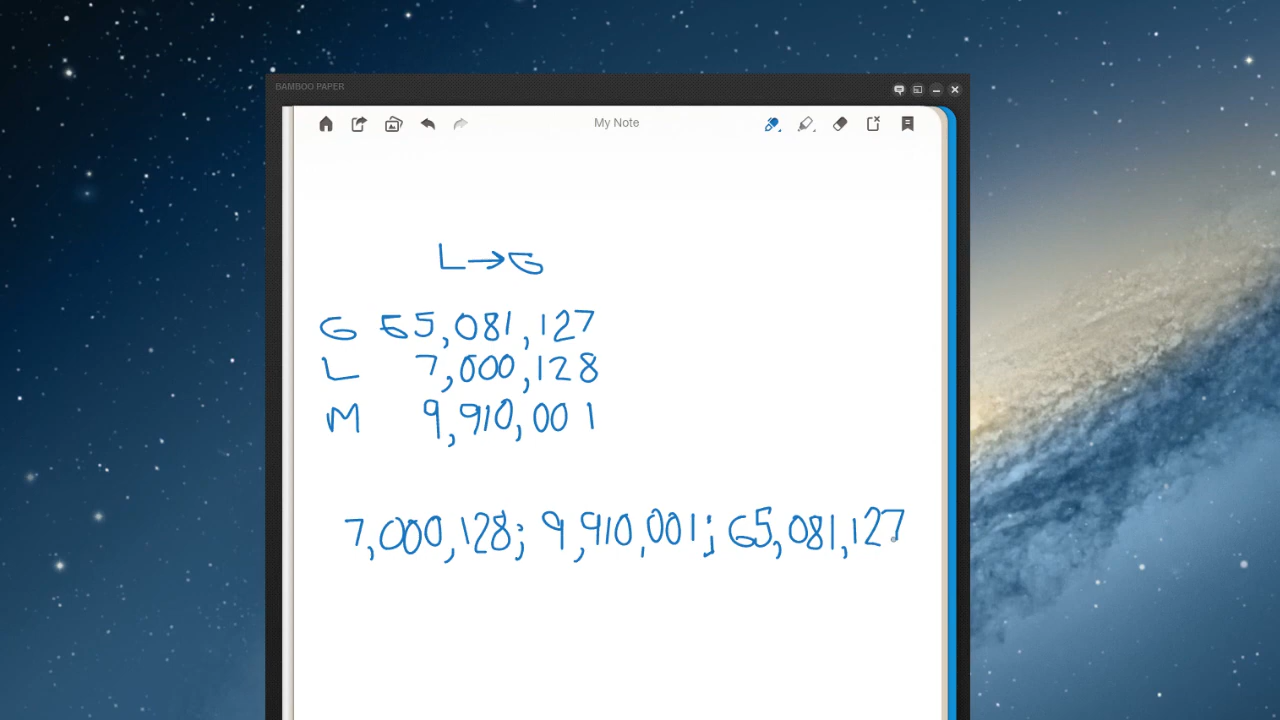 BAMBOO PAPER
My Note
L→G
G 65,081,127
L 7,000,128
M 9,910,001
7,000,128; 9,910,001; 65,081,127